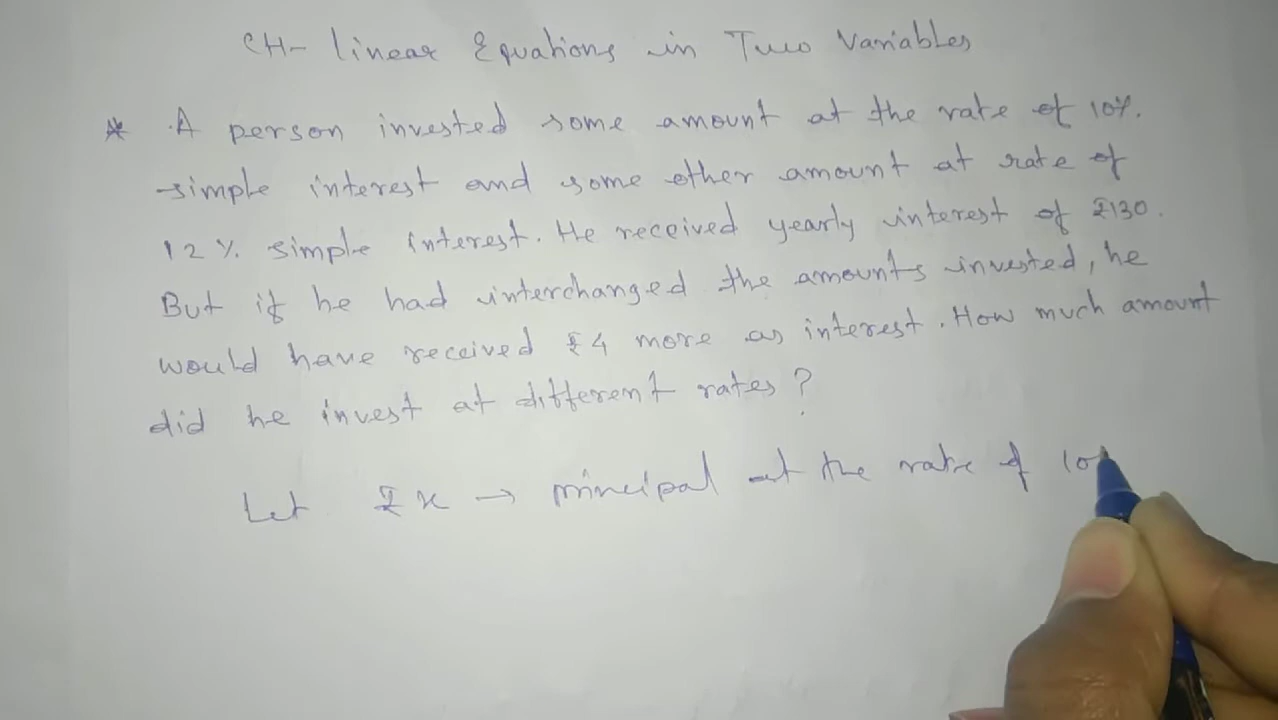 CH- linear Equations in Two Variables
* A person invested some amount at the rate of 10%.
simple interest and some other amount at rate of
12% simple interest. He received yearly interest of ₹130.
But if he had interchanged the amounts invested, he
would have received ₹4 more as interest. How much amount
did he invest at different rates?
Let ₹x → principal at the rate of 10